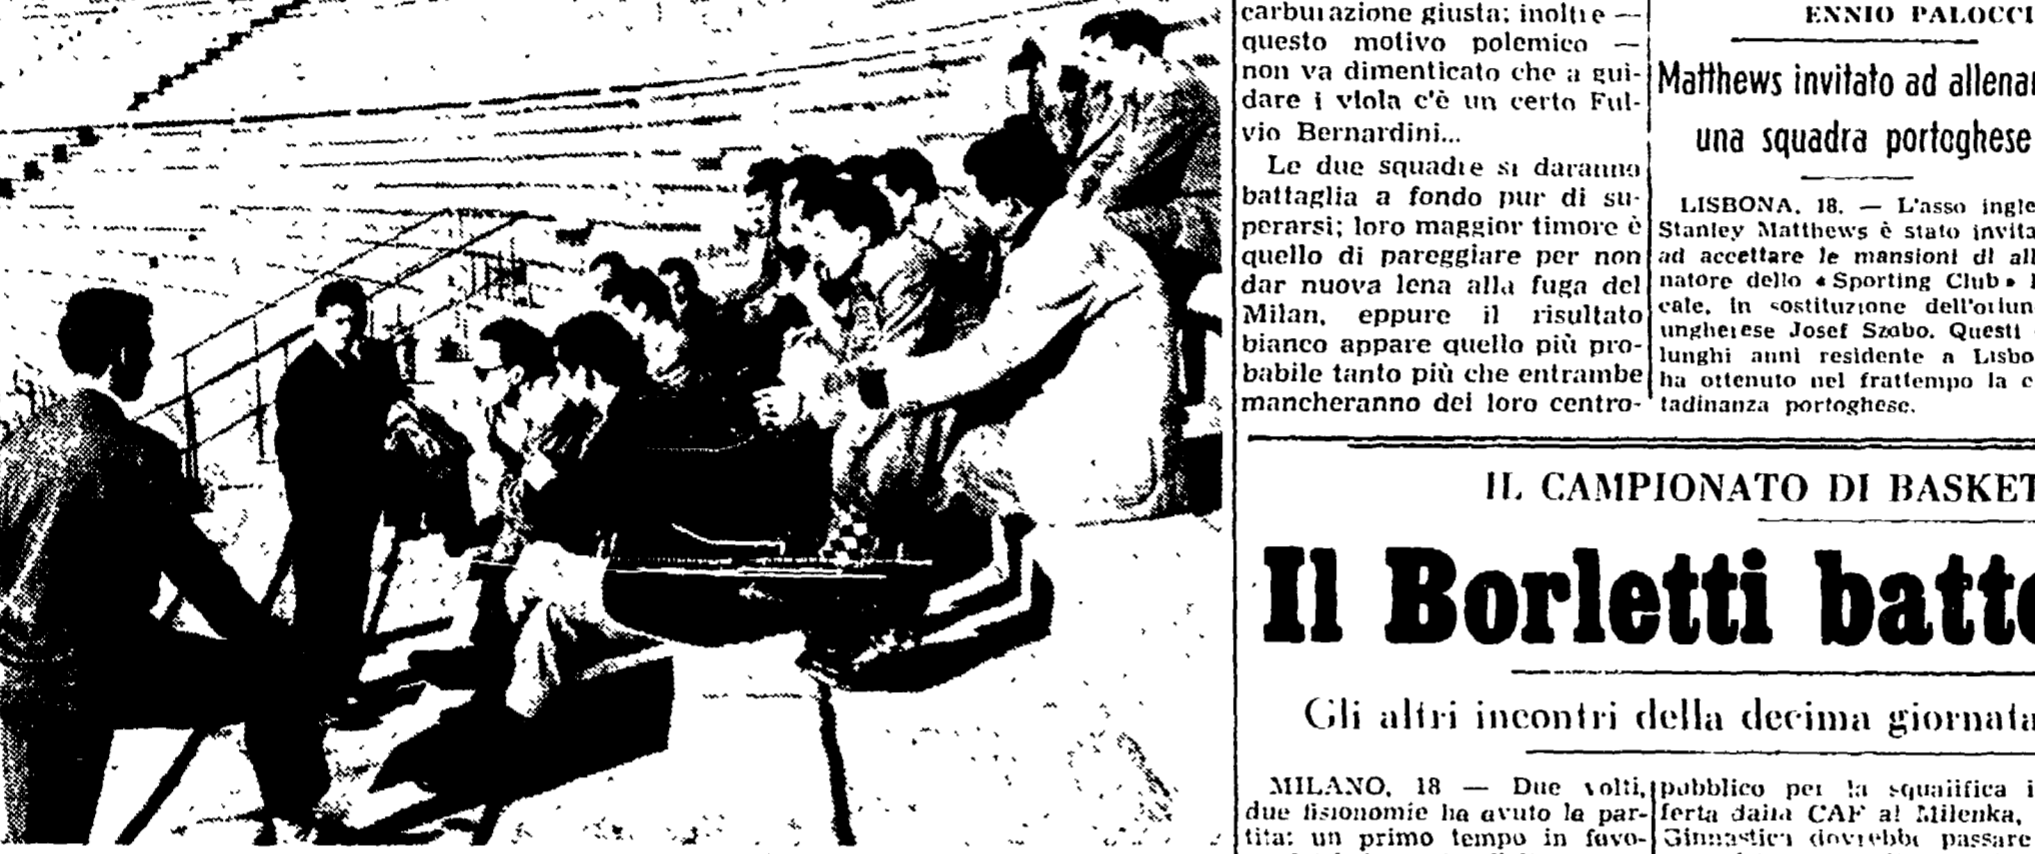 carburazione giusta; inoltre —
questo motivo polemico —
non va dimenticato che a gui-
dare i viola c'è un certo Ful-
vio Bernardini...
Le due squadre si daranno
battaglia a fondo pur di su-
perarsi; loro maggior timore è
quello di pareggiare per non
dar nuova lena alla fuga del
Milan, eppure il risultato
bianco appare quello più pro-
babile tanto più che entrambe
mancheranno dei loro centro-
ENNIO PALOCCI
Matthews invitato ad allenar
una squadra portoghese
LISBONA, 18. — L'asso ingle
Stanley Matthews è stato invita
ad accettare le mansioni di all
natore dello « Sporting Club » l
cale, in sostituzione dell'oriun
ungherese Josef Szabo. Questi
lunghi anni residente a Lisbo
ha ottenuto nel frattempo la c
tadinanza portoghese.
IL CAMPIONATO DI BASKET
Il Borletti batte
Gli altri incontri della decima giornata
MILANO, 18 — Due volti,
due fisionomie ha avuto la par-
tita: un primo tempo in favo-
pubblico per la squalifica i
ferta dalla CAF al Milenka,
Ginnastica dovrebbe passare